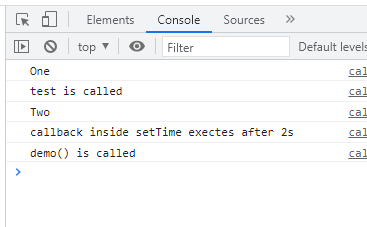 Elements Console Sources »
top ▼ Filter Default levels
One cal
test is called cal
Two cal
callback inside setTime exectes after 2s cal
demo() is called cal